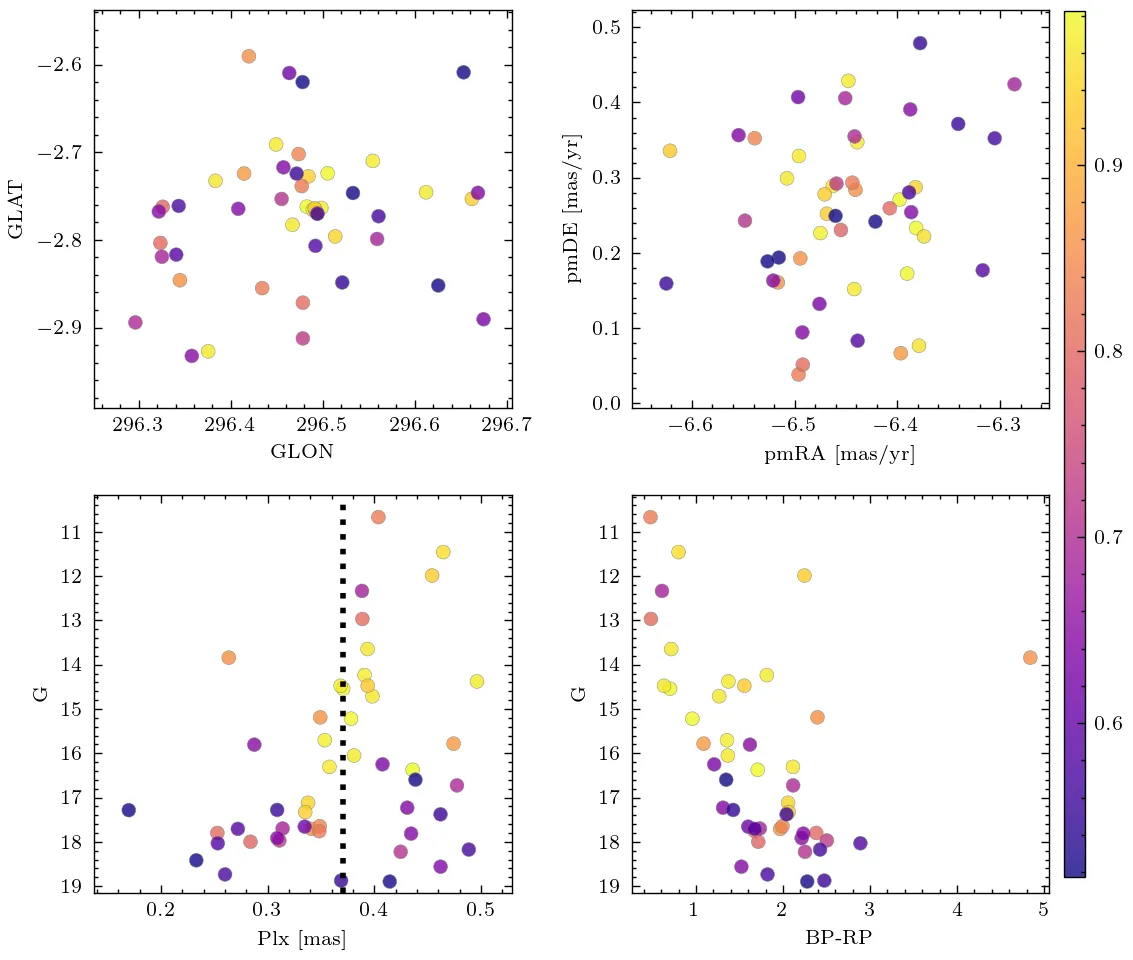 −2.6
−2.7
−2.8
−2.9
GLAT
296.3 296.4 296.5 296.6 296.7
GLON
0.5
0.4
0.3
0.2
0.1
0.0
pmDE [mas/yr]
−6.6 −6.5 −6.4 −6.3
pmRA [mas/yr]
0.9
0.8
0.7
0.6
11
12
13
14
15
16
17
18
19
G
0.2 0.3 0.4 0.5
Plx [mas]
11
12
13
14
15
16
17
18
19
G
1 2 3 4 5
BP-RP